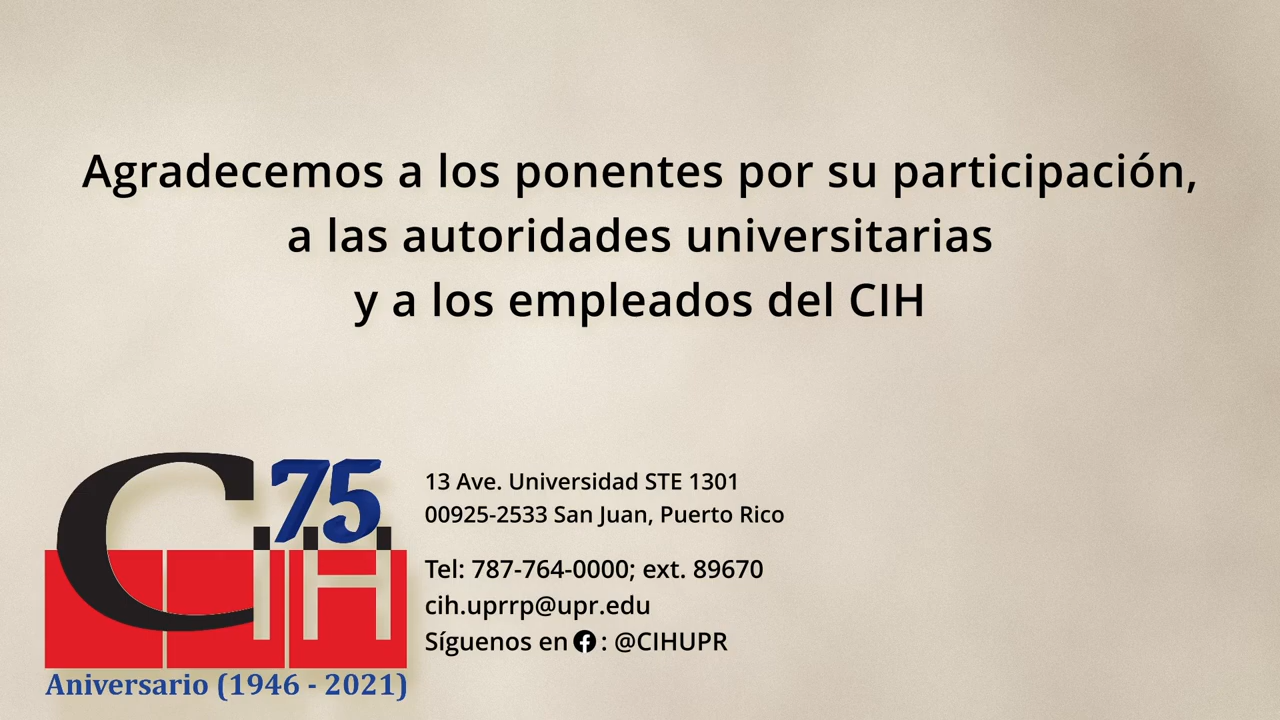 Agradecemos a los ponentes por su participación,
a las autoridades universitarias
y a los empleados del CIH
CIH 75
Aniversario (1946 - 2021)
13 Ave. Universidad STE 1301
00925-2533 San Juan, Puerto Rico
Tel: 787-764-0000; ext. 89670
cih.uprrp@upr.edu
Síguenos en : @CIHUPR